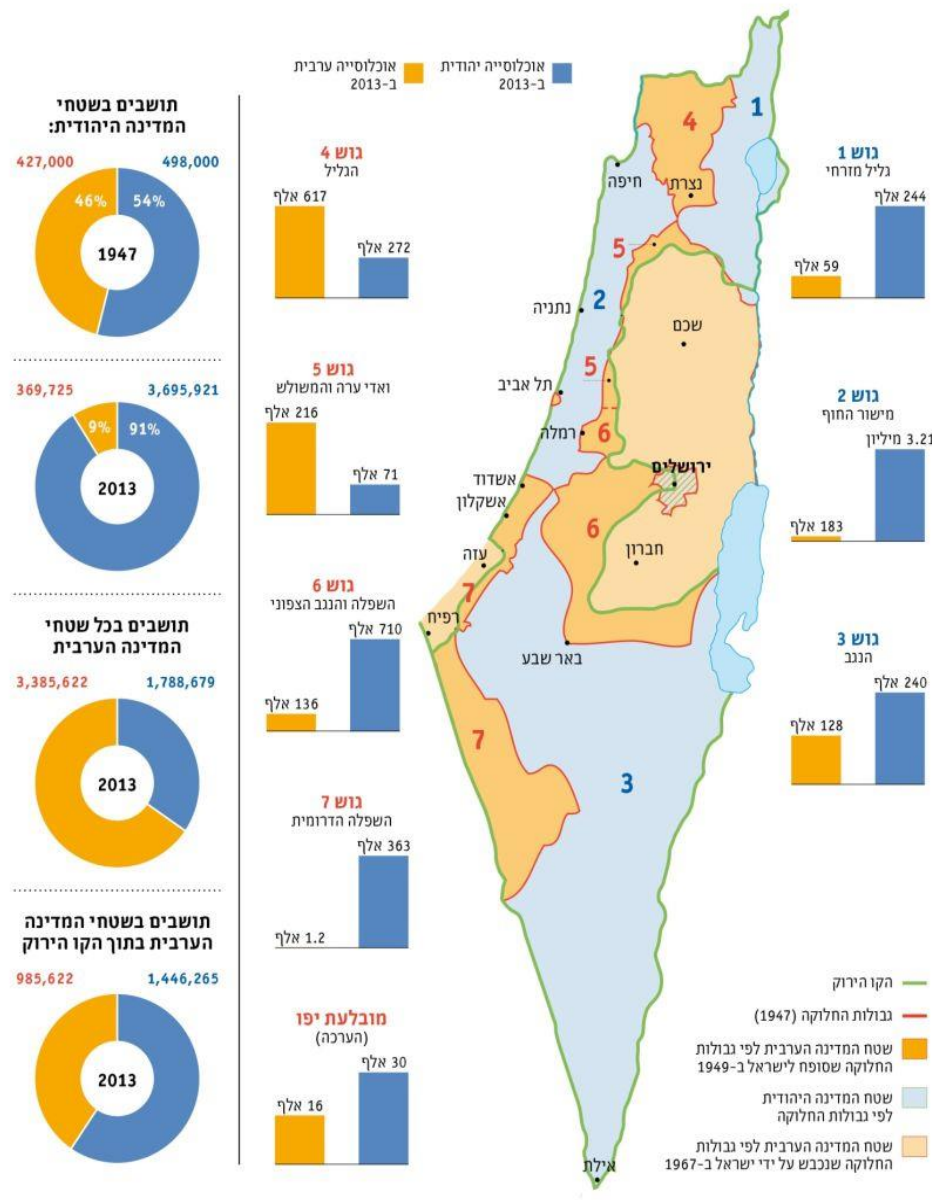 אוכלוסייה יהודית
ב-2013
אוכלוסייה ערבית
ב-2013
תושבים בשטחי
המדינה היהודית:
498,000
427,000
54%
46%
1947
3,695,921
369,725
91%
9%
2013
תושבים בכל שטחי
המדינה הערבית
1,788,679
3,385,622
2013
תושבים בשטחי המדינה
הערבית בתוך הקו הירוק
1,446,265
985,622
2013
גוש 4
הגליל
617 אלף
272 אלף
גוש 5
ואדי ערה והמשולש
216 אלף
71 אלף
גוש 6
השפלה והנגב הצפוני
710 אלף
136 אלף
גוש 7
השפלה הדרומית
363 אלף
1.2 אלף
מובלעת יפו
(הערכה)
30 אלף
16 אלף
1
4
חיפה
נצרת
5
2
נתניה
שכם
5
תל אביב
רמלה
6
ירושלים
אשדוד
אשקלון
6
חברון
עזה
7
רפיח
באר שבע
7
3
אילת
גוש 1
גליל מזרחי
244 אלף
59 אלף
גוש 2
מישור החוף
3.21 מיליון
183 אלף
גוש 3
הנגב
240 אלף
128 אלף
הקו הירוק
גבולות החלוקה (1947)
שטח המדינה הערבית לפי גבולות
החלוקה שסופח לישראל ב-1949
שטח המדינה היהודית
לפי גבולות החלוקה
שטח המדינה הערבית לפי גבולות
החלוקה שנכבש על ידי ישראל ב-1967